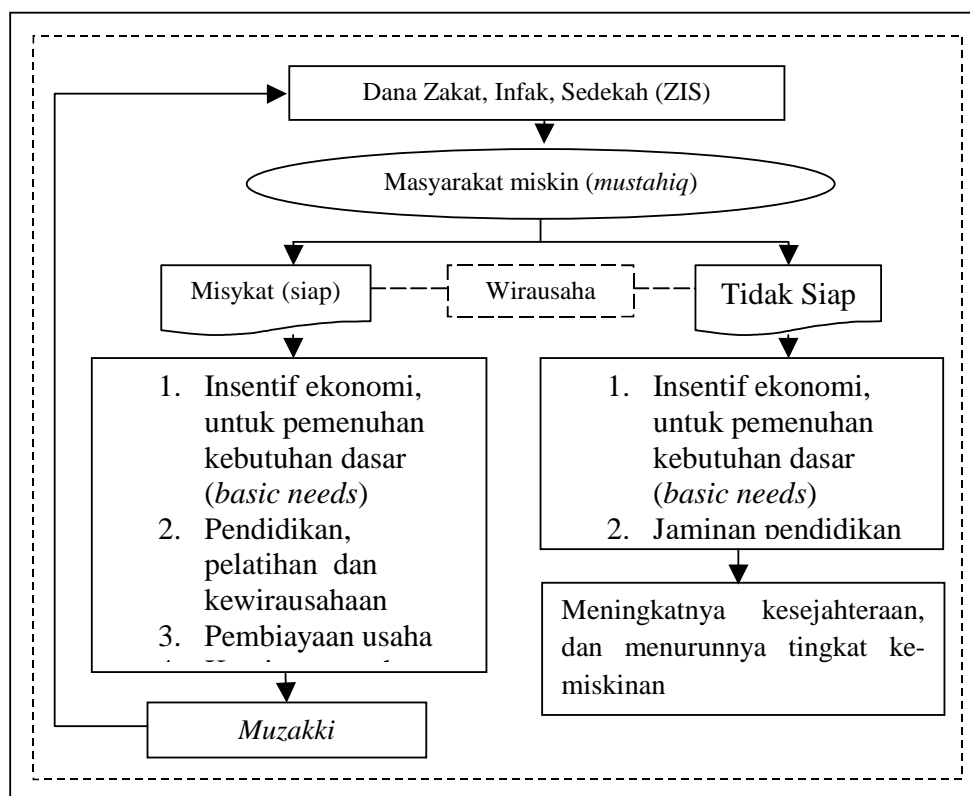 Dana Zakat, Infak, Sedekah (ZIS)
Masyarakat miskin (mustahiq)
Misykat (siap)
Wirausaha
Tidak Siap
1. Insentif ekonomi,
untuk pemenuhan
kebutuhan dasar
(basic needs)
2. Pendidikan,
pelatihan dan
kewirausahaan
3. Pembiayaan usaha
1. Insentif ekonomi,
untuk pemenuhan
kebutuhan dasar
(basic needs)
2. Jaminan pendidikan
Meningkatnya kesejahteraan,
dan menurunnya tingkat ke-
miskinan
Muzakki